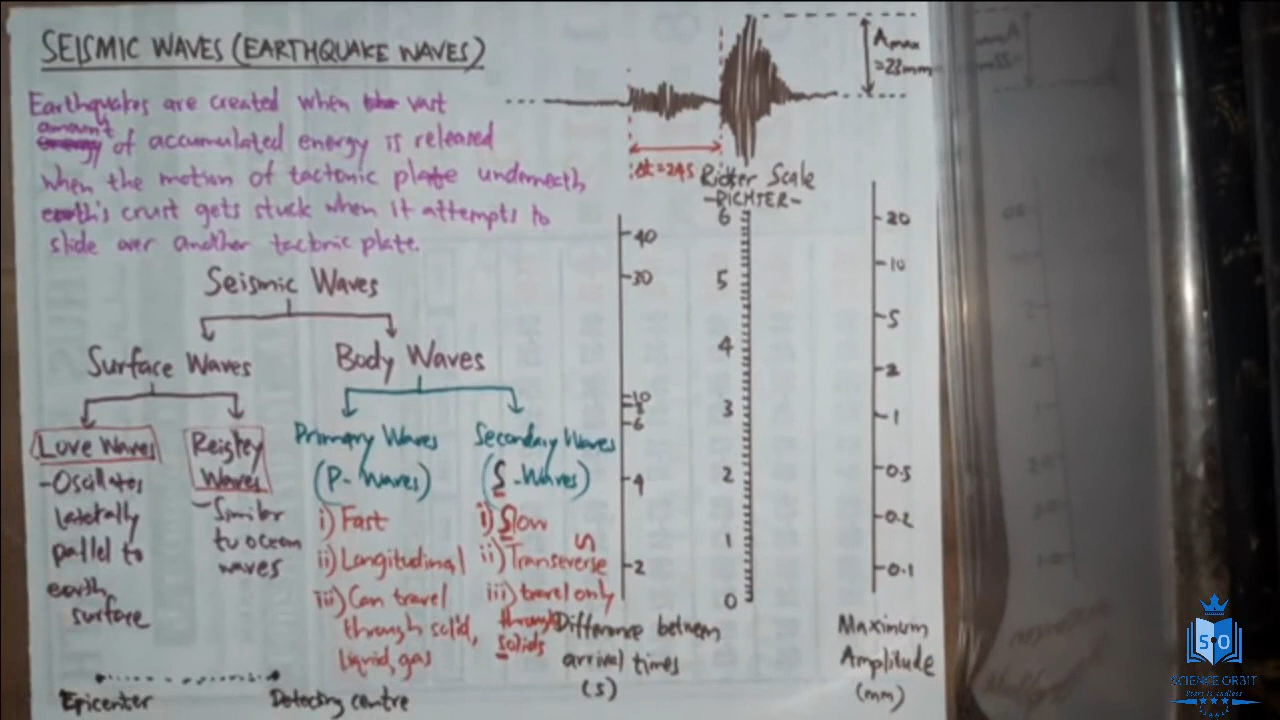 SEISMIC WAVES (EARTHQUAKE WAVES)
Earthquakes are created when vast
amount of accumulated energy is released
when the motion of tactonic plate underneath
earth's crust gets stuck when it attempts to
slide over another tectonic plate.
Seismic Waves
Surface Waves
Body Waves
Love Waves
-Oscillates
laterally
pallel to
earth
surface
Reigley
Waves
-Similar
to ocean
waves
Primary Waves
(P-Waves)
i) Fast
ii) Longitudinal
iii) Can travel
through solid,
liquid, gas
Secondary Waves
(S-Waves)
i) Slow
ii) Transeverse
iii) travel only
through
solids
Epicenter
Detecting centre
Amax
=23mm
Δt=24s
Ricter Scale
-RICHTER-
40
30
10
8
6
4
2
Difference between
arrival times
(s)
6
5
4
3
2
1
0
20
10
5
2
1
0.5
0.2
0.1
Maximum
Amplitude
(mm)
S O
SCIENCE ORBIT